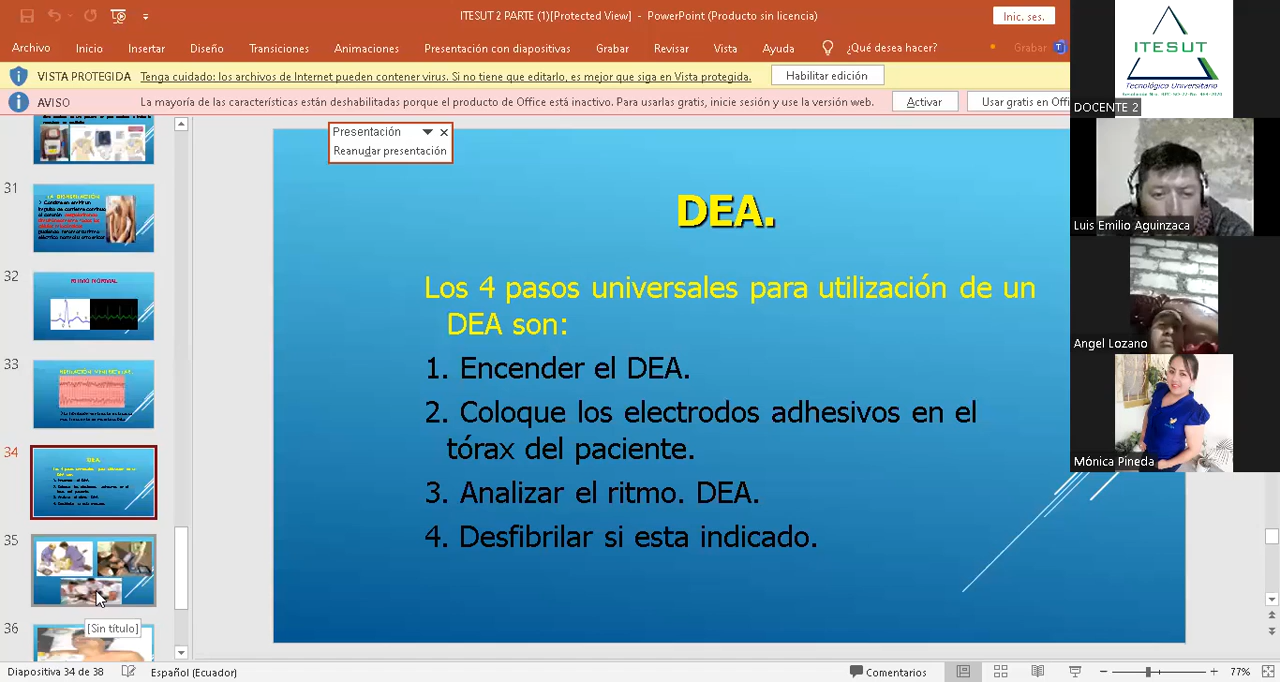 ITESUT 2 PARTE (1)[Protected View] - PowerPoint (Producto sin licencia)
Inic. ses.
Archivo Inicio Insertar Diseño Transiciones Animaciones Presentación con diapositivas Grabar Revisar Vista Ayuda ¿Qué desea hacer? Grabar T
VISTA PROTEGIDA Tenga cuidado: los archivos de Internet pueden contener virus. Si no tiene que editarlo, es mejor que siga en Vista protegida. Habilitar edición
AVISO La mayoría de las características están deshabilitadas porque el producto de Office está inactivo. Para usarlas gratis, inicie sesión y use la versión web. Activar Usar gratis en Offi
Presentación
Reanudar presentación
31
32
33
34
35
36
[Sin título]
DEA.
Los 4 pasos universales para utilización de un
DEA son:
1. Encender el DEA.
2. Coloque los electrodos adhesivos en el
tórax del paciente.
3. Analizar el ritmo. DEA.
4. Desfibrilar si esta indicado.
ITESUT
Tecnológico Universitario
DOCENTE 2
Luis Emilio Aguinzaca
Angel Lozano
Mónica Pineda
Diapositiva 34 de 38 Español (Ecuador) Comentarios 77%